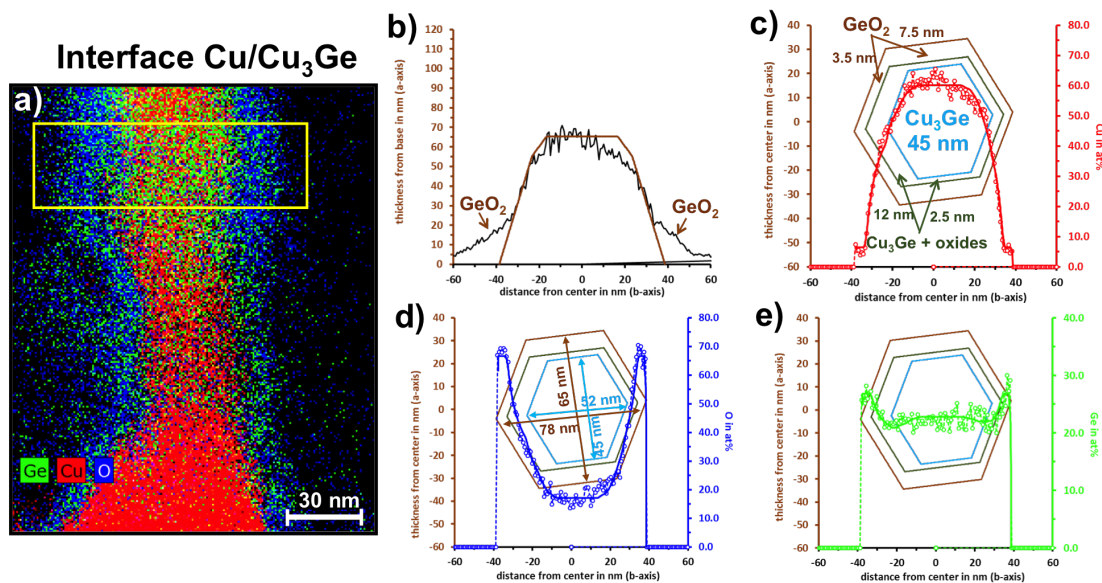 Interface Cu/Cu3Ge
a)
Ge Cu O
30 nm
b)
thickness from base in nm (a-axis)
120
110
100
90
80
70
60
50
40
30
20
10
0
GeO2
GeO2
-60 -40 -20 0 20 40 60
distance from center in nm (b-axis)
c)
thickness from center in nm (a-axis)
40
30
20
10
0
-10
-20
-30
-40
-50
-60
GeO2
7.5 nm
3.5 nm
Cu3Ge
45 nm
12 nm
2.5 nm
Cu3Ge + oxides
80.0
70.0
60.0
50.0
40.0
30.0
20.0
10.0
0.0
Cu in at%
-60 -40 -20 0 20 40 60
distance from center in nm (b-axis)
d)
thickness from center in nm (a-axis)
40
30
20
10
0
-10
-20
-30
-40
-50
-60
65 nm
52 nm
78 nm
45 nm
80.0
70.0
60.0
50.0
40.0
30.0
20.0
10.0
0.0
O in at%
-60 -40 -20 0 20 40 60
distance from center in nm (b-axis)
e)
thickness from center in nm (a-axis)
40
30
20
10
0
-10
-20
-30
-40
-50
-60
40.0
30.0
20.0
10.0
0.0
Ge in at%
-60 -40 -20 0 20 40 60
distance from center in nm (b-axis)